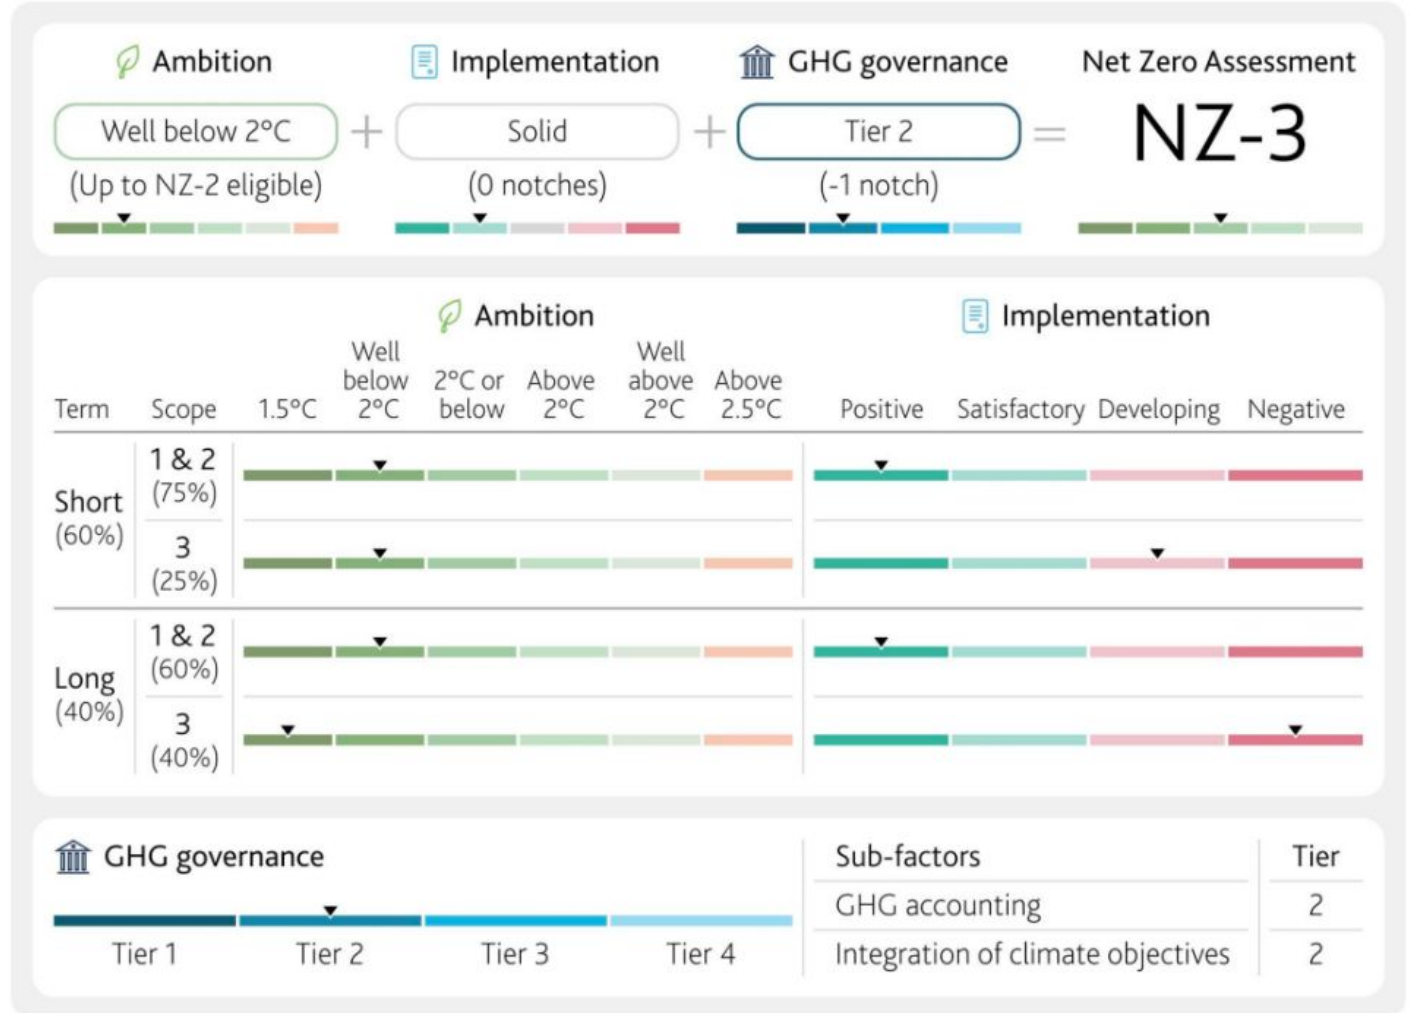 Ambition
Implementation
GHG governance
Net Zero Assessment
Well below 2°C
+
Solid
+
Tier 2
=
NZ-3
(Up to NZ-2 eligible)
(0 notches)
(-1 notch)
Ambition
Implementation
Term
Scope
1.5°C
Well
below
2°C
2°C or
below
Above
2°C
Well
above
2°C
Above
2.5°C
Positive
Satisfactory
Developing
Negative
Short
(60%)
1 & 2
(75%)
3
(25%)
Long
(40%)
1 & 2
(60%)
3
(40%)
GHG governance
Tier 1
Tier 2
Tier 3
Tier 4
Sub-factors
Tier
GHG accounting
2
Integration of climate objectives
2